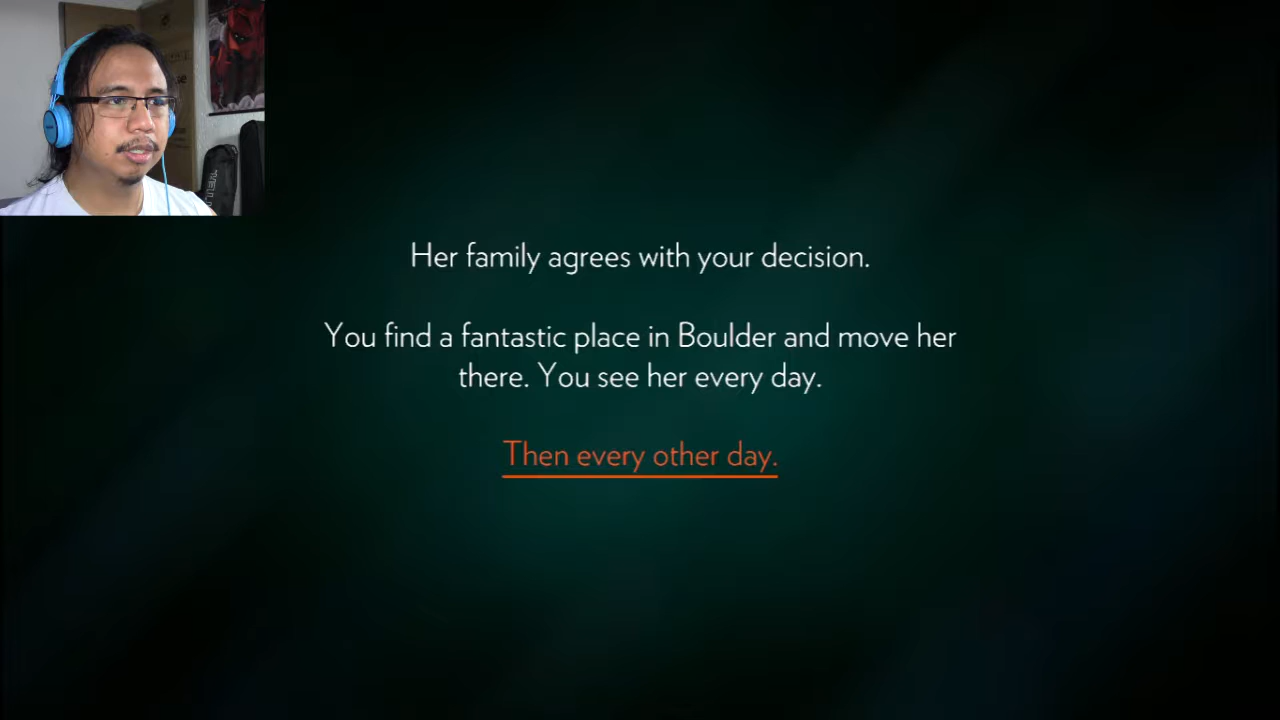 Her family agrees with your decision.
You find a fantastic place in Boulder and move her
there. You see her every day.
Then every other day.